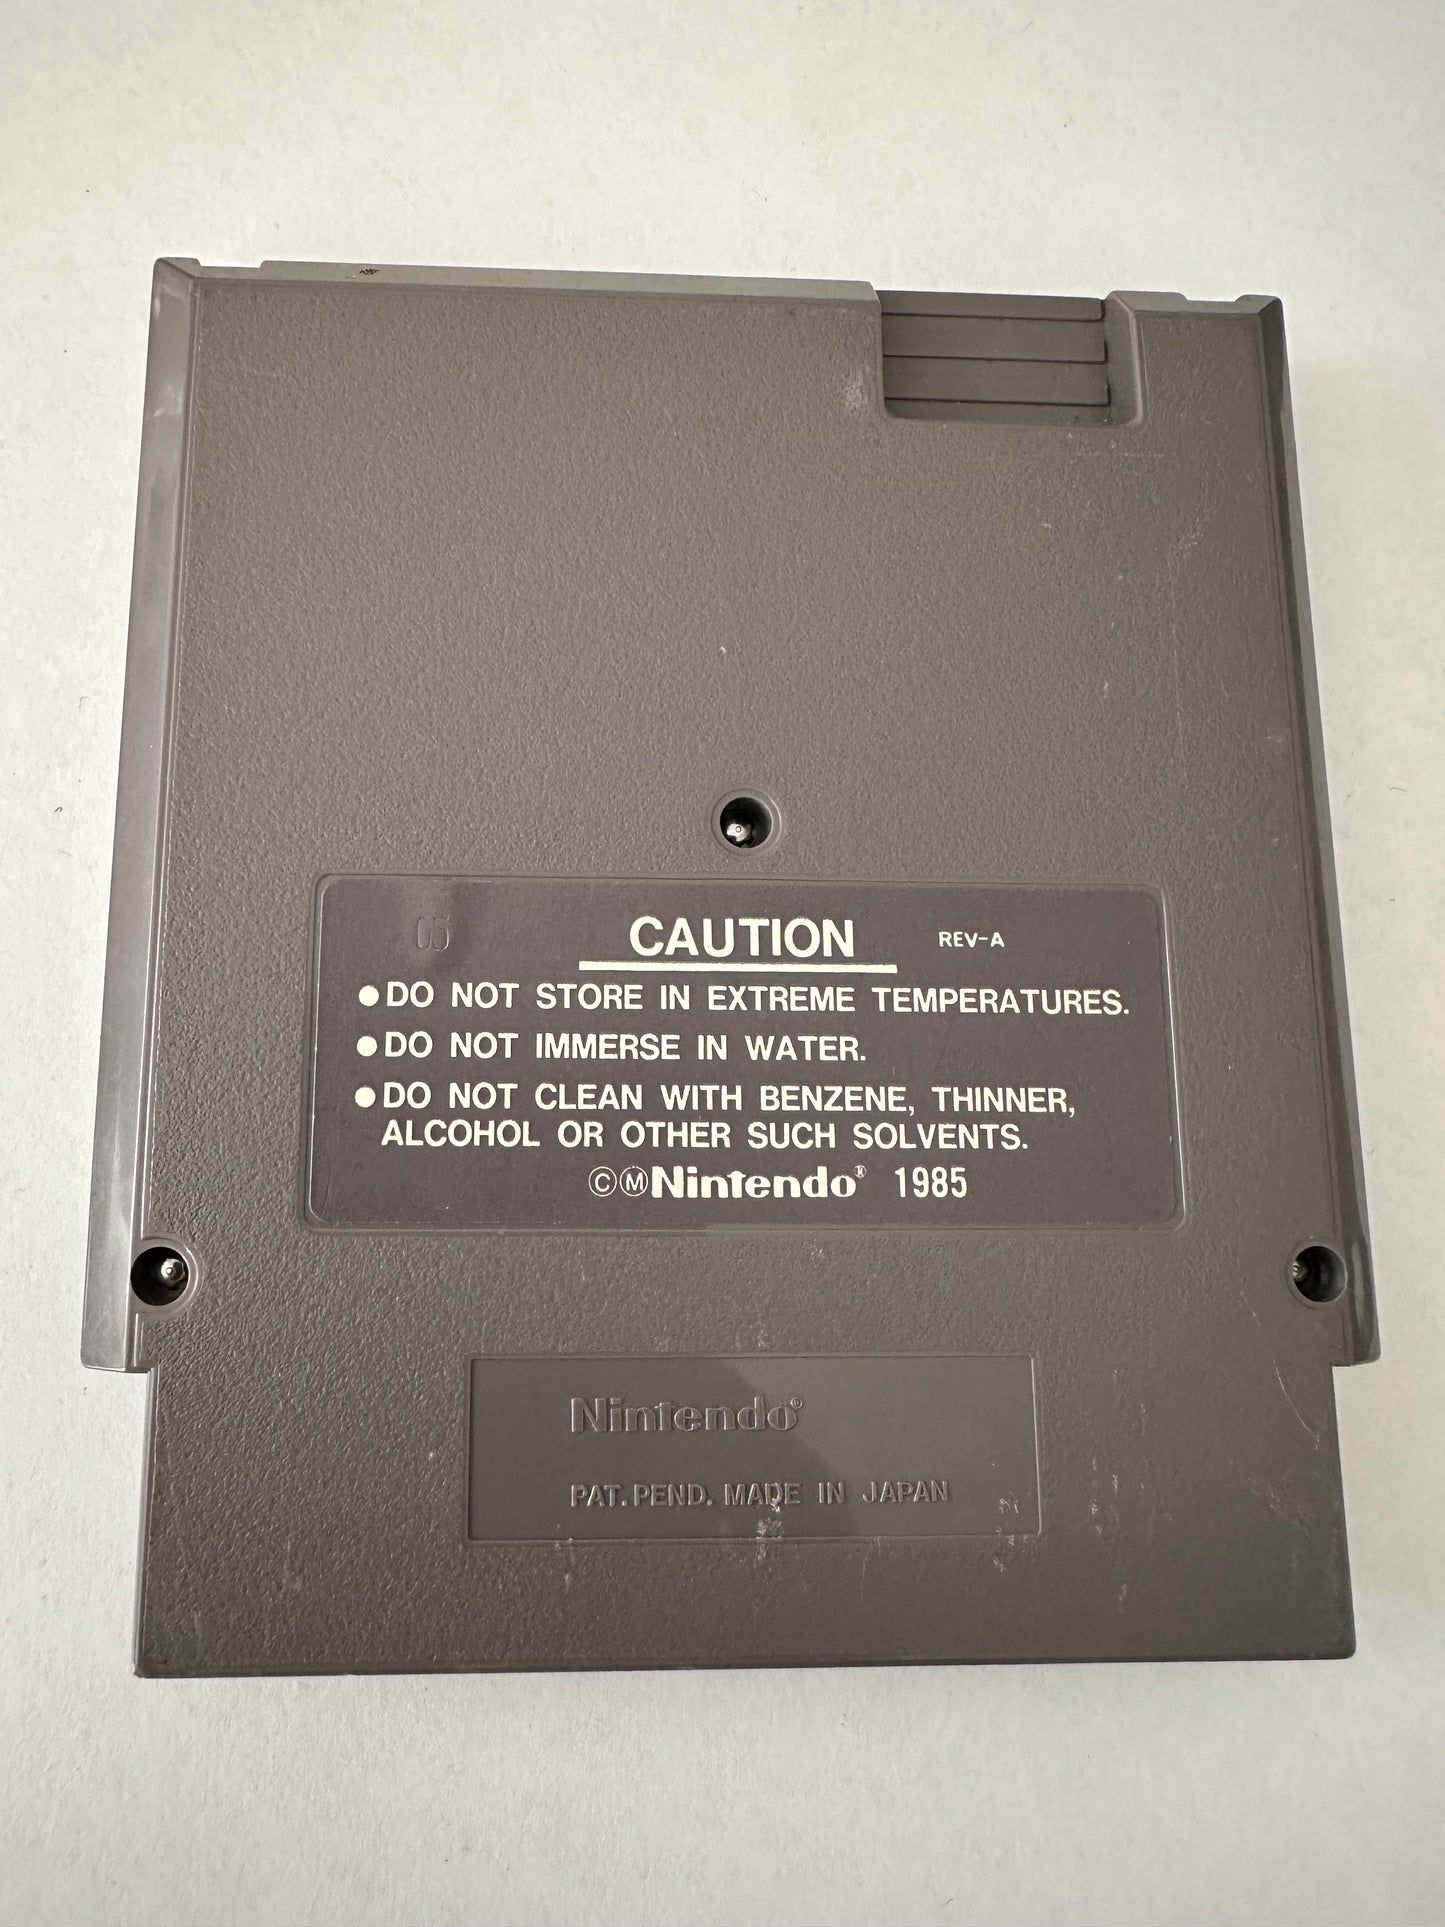 05
CAUTION REV-A
●DO NOT STORE IN EXTREME TEMPERATURES.
●DO NOT IMMERSE IN WATER.
●DO NOT CLEAN WITH BENZENE, THINNER,
ALCOHOL OR OTHER SUCH SOLVENTS.
©ⓂNintendo® 1985
Nintendo®
PAT. PEND. MADE IN JAPAN